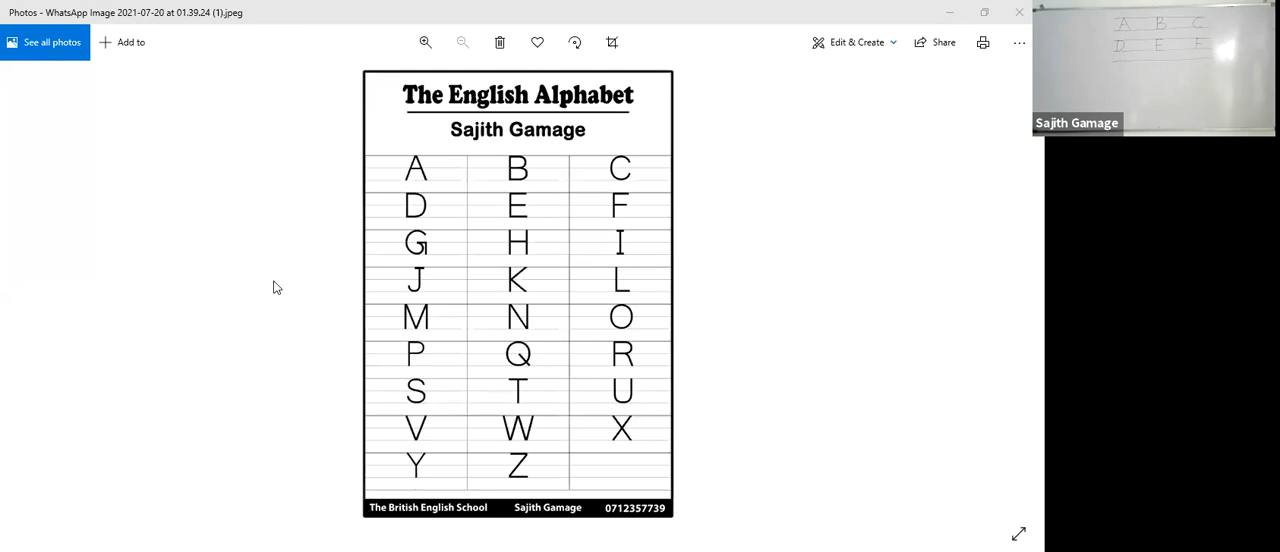 Photos - WhatsApp Image 2021-07-20 at 01.39.24 (1).jpeg
See all photos
Add to
Edit & Create
Share
The English Alphabet
Sajith Gamage
A B C
D E F
G H I
J K L
M N O
P Q R
S T U
V W X
Y Z
The British English School Sajith Gamage 0712357739
A B C
D E F
Sajith Gamage